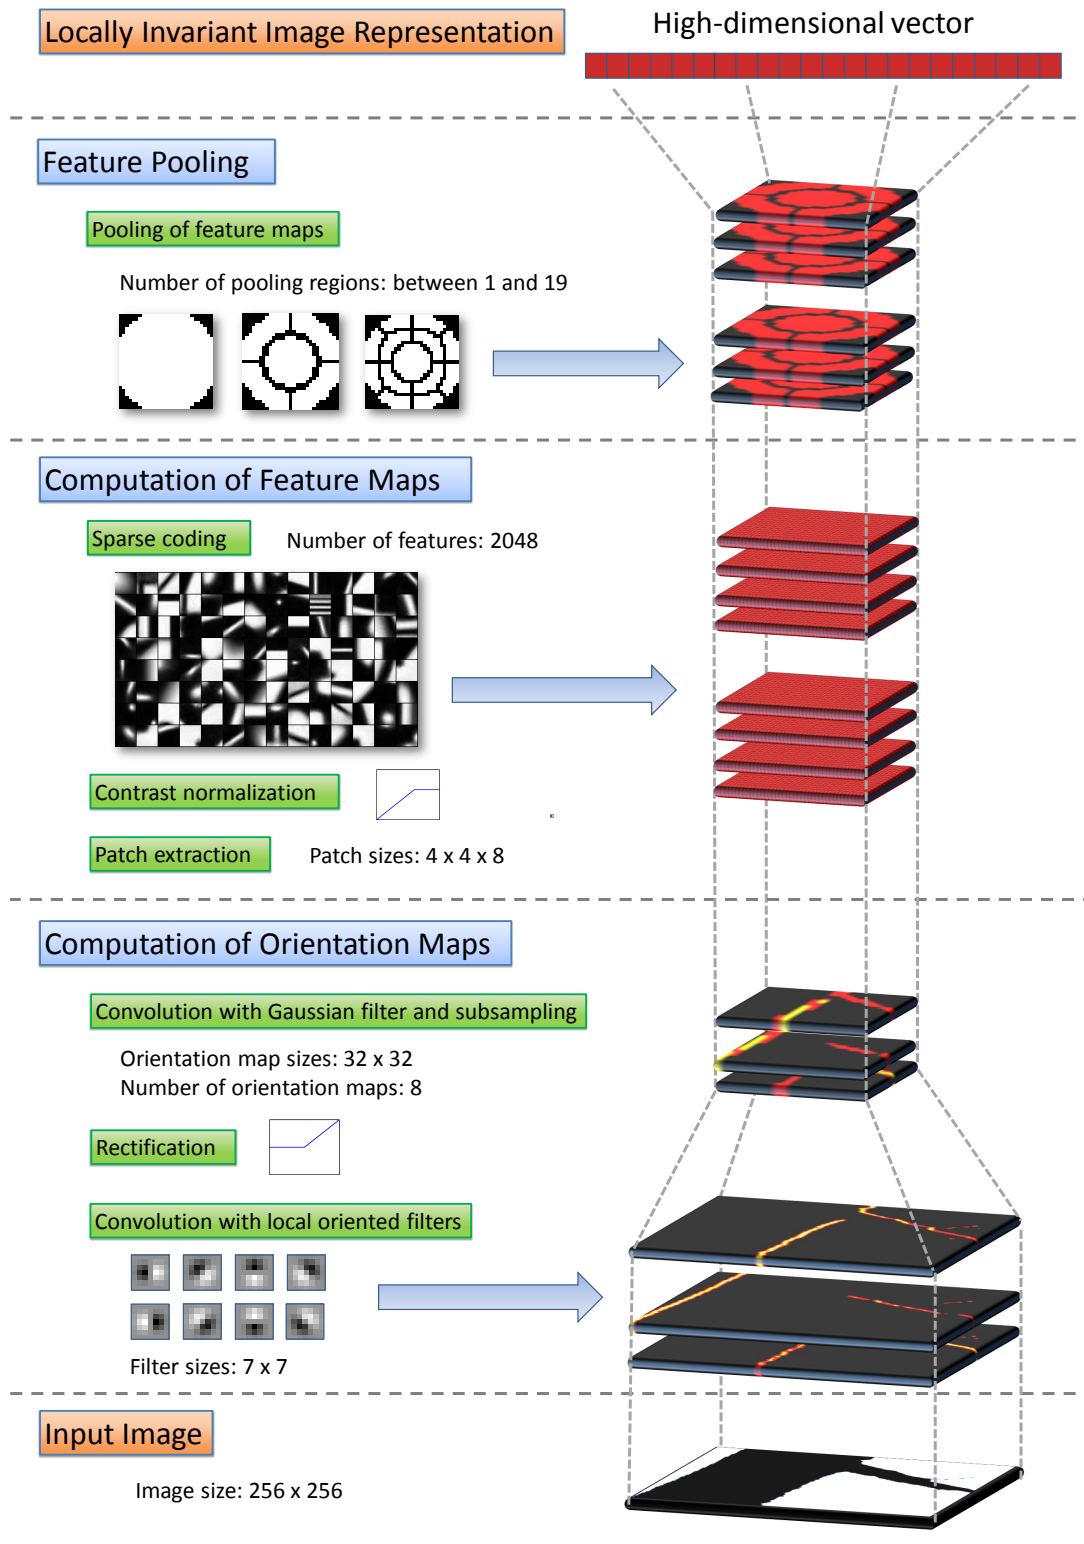 Locally Invariant Image Representation
High-dimensional vector
Feature Pooling
Pooling of feature maps
Number of pooling regions: between 1 and 19
Computation of Feature Maps
Sparse coding
Number of features: 2048
Contrast normalization
Patch extraction
Patch sizes: 4 x 4 x 8
Computation of Orientation Maps
Convolution with Gaussian filter and subsampling
Orientation map sizes: 32 x 32
Number of orientation maps: 8
Rectification
Convolution with local oriented filters
Filter sizes: 7 x 7
Input Image
Image size: 256 x 256